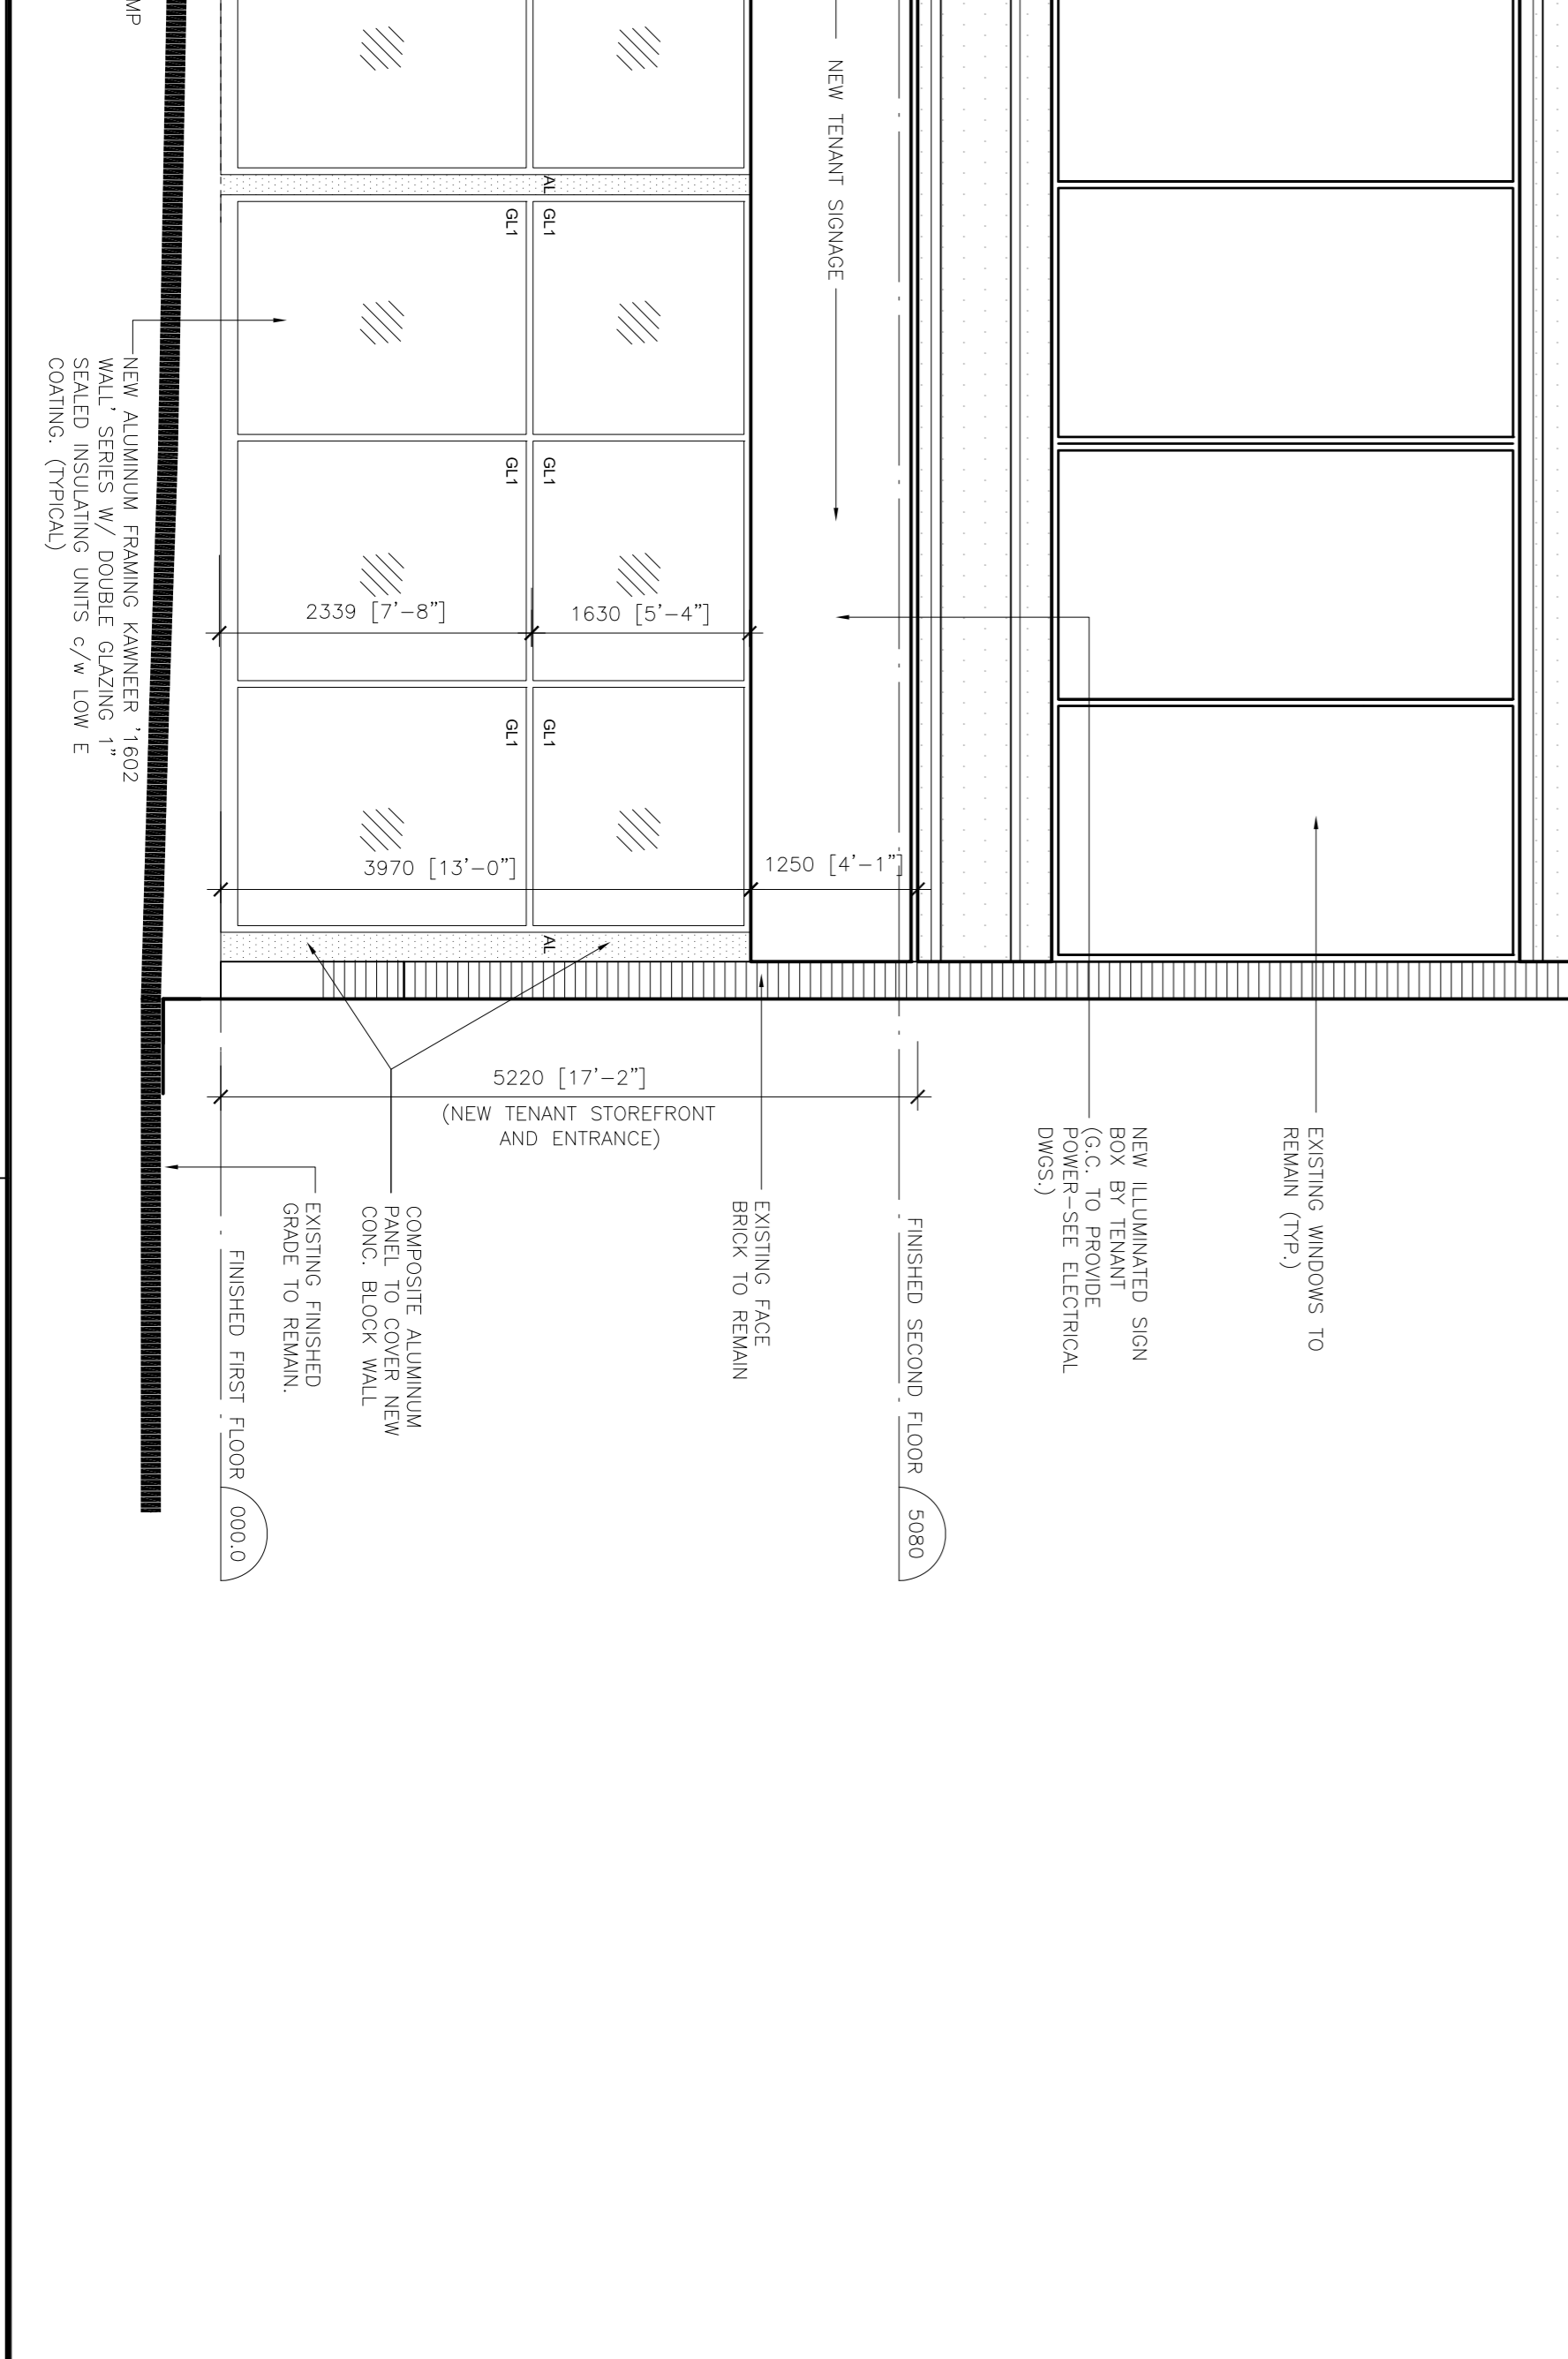 EXISTING WINDOWS TO
REMAIN (TYP.)
NEW ILLUMINATED SIGN
BOX BY TENANT
(G.C. TO PROVIDE
POWER-SEE ELECTRICAL
DWGS.)
NEW TENANT SIGNAGE
FINISHED SECOND FLOOR
5080
EXISTING FACE
BRICK TO REMAIN
1250 [4'-1"]
1630 [5'-4"]
2339 [7'-8"]
3970 [13'-0"]
5220 [17'-2"]
(NEW TENANT STOREFRONT
AND ENTRANCE)
AL
GL1
GL1
GL1
AL
GL1
GL1
GL1
COMPOSITE ALUMINUM
PANEL TO COVER NEW
CONC. BLOCK WALL
EXISTING FINISHED
GRADE TO REMAIN.
FINISHED FIRST FLOOR
000.0
MP
NEW ALUMINUM FRAMING KAWNEER '1602
WALL' SERIES W/ DOUBLE GLAZING 1"
SEALED INSULATING UNITS c/w LOW E
COATING. (TYPICAL)